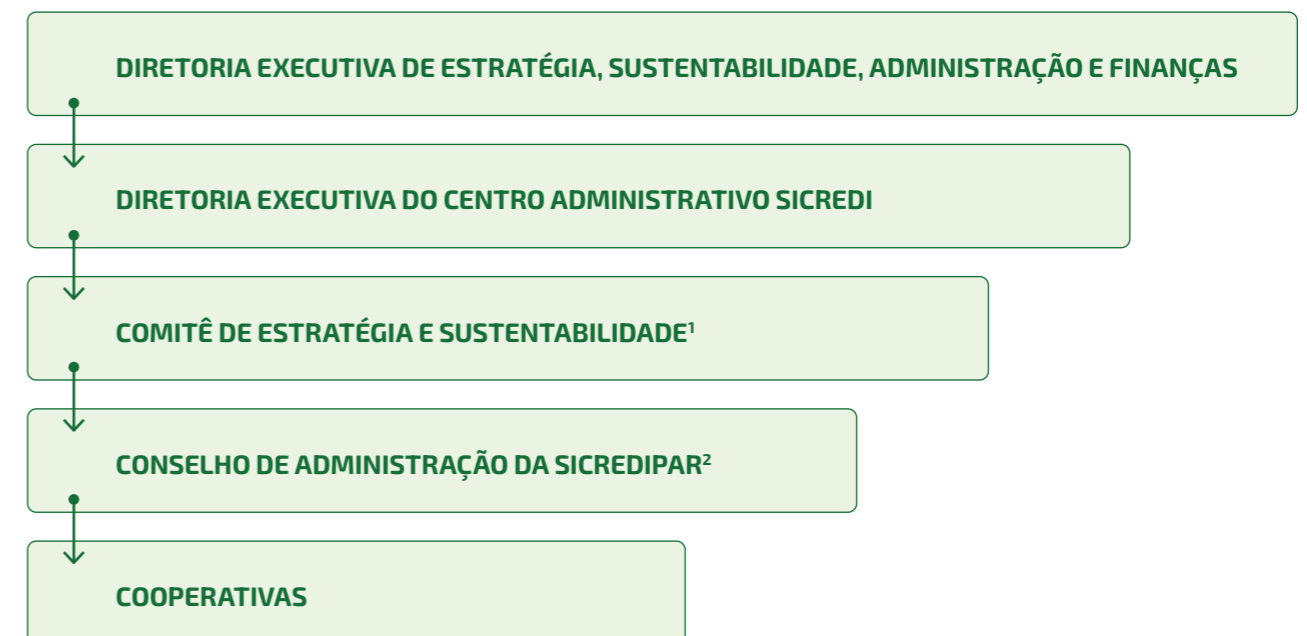 DIRETORIA EXECUTIVA DE ESTRATÉGIA, SUSTENTABILIDADE, ADMINISTRAÇÃO E FINANÇAS
DIRETORIA EXECUTIVA DO CENTRO ADMINISTRATIVO SICREDI
COMITÊ DE ESTRATÉGIA E SUSTENTABILIDADE¹
CONSELHO DE ADMINISTRAÇÃO DA SICREDIPAR²
COOPERATIVAS